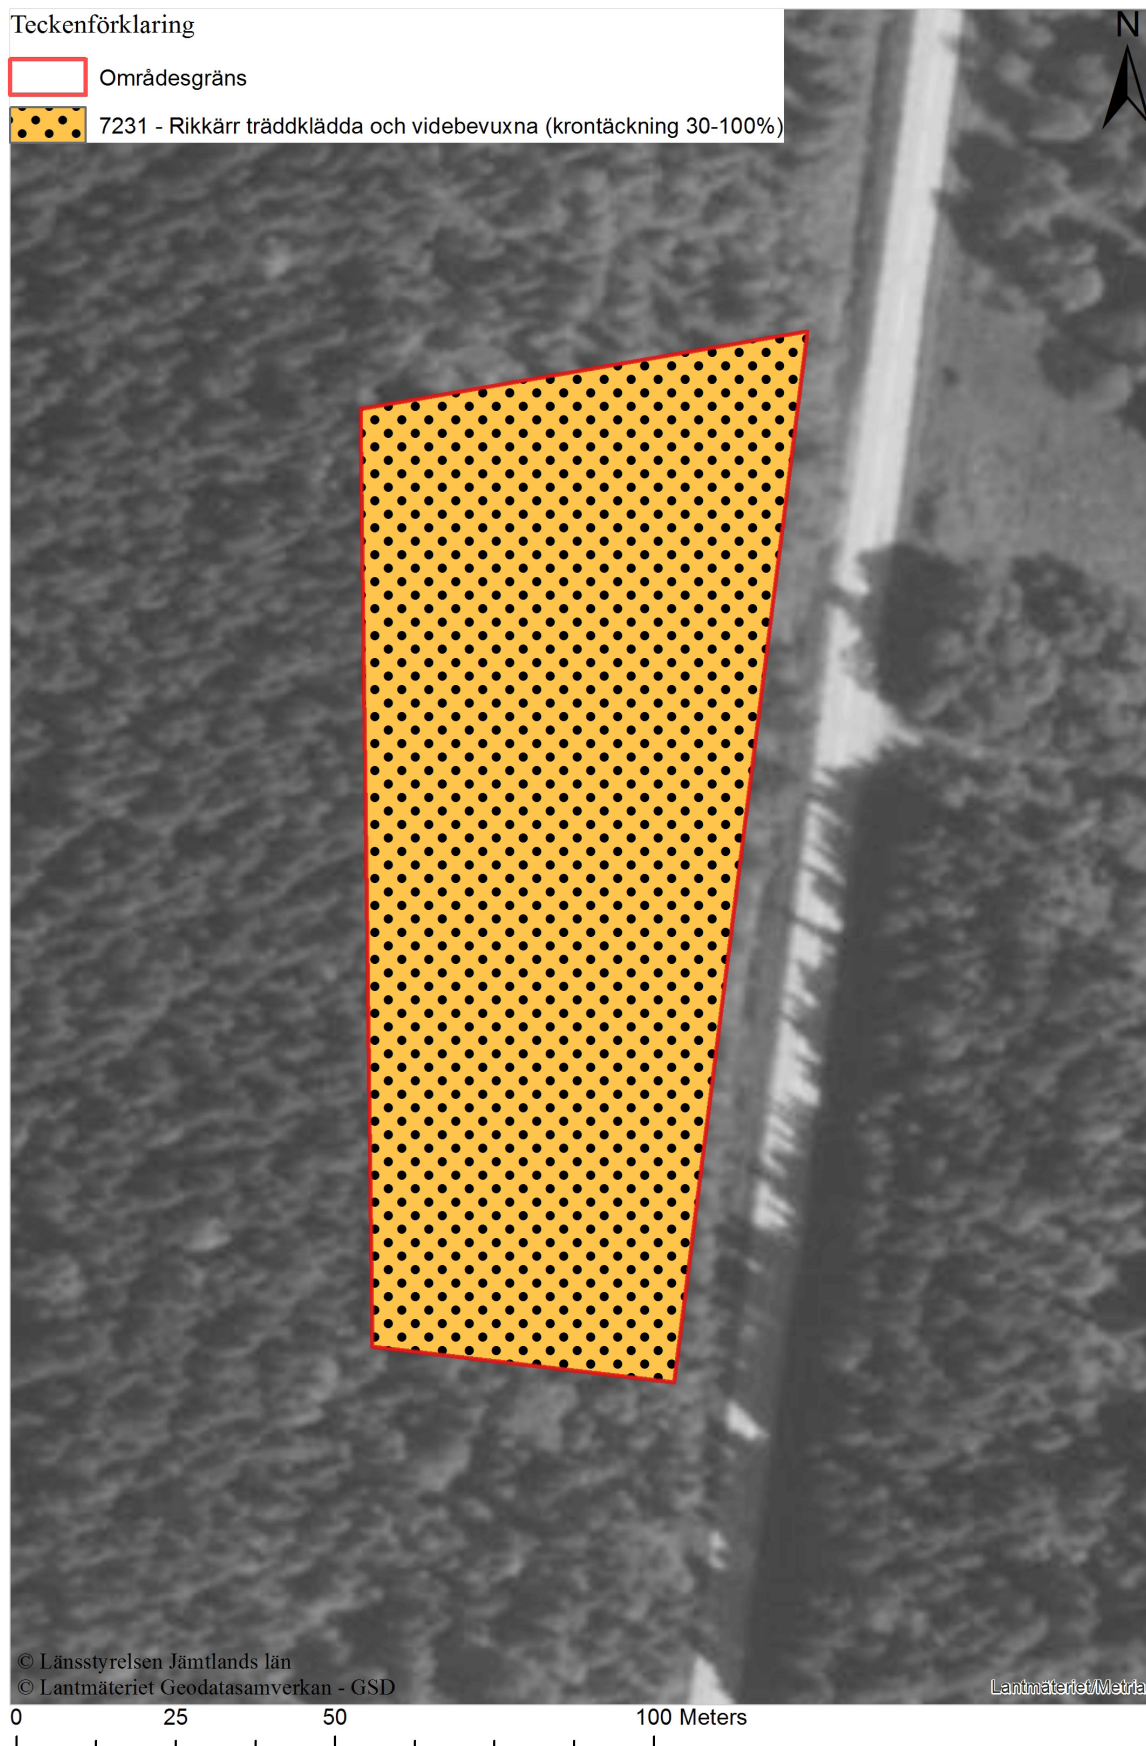 Teckenförklaring
N
Områdesgräns
7231 - Rikkärr träddklädda och videbevuxna (krontäckning 30-100%)
© Länsstyrelsen Jämtlands län
© Lantmäteriet Geodatasamverkan - GSD
Lantmäteriet/Metria
0 25 50 100 Meters